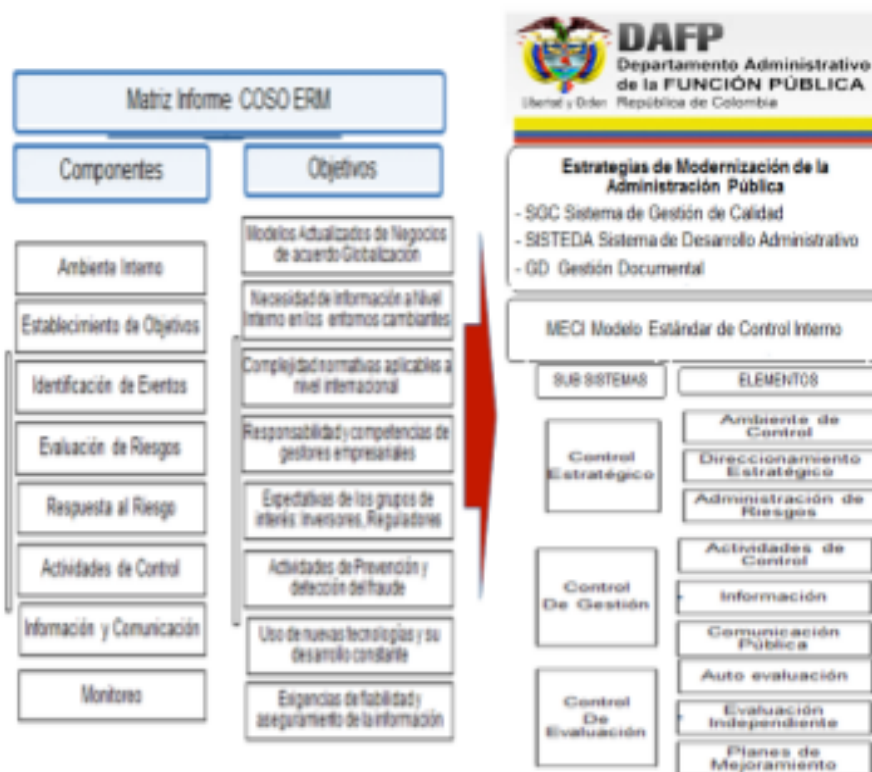 Matriz Informe COSO ERM
Componentes
Ambiente Interno
Establecimiento de Objetivos
Identificación de Eventos
Evaluación de Riesgos
Respuesta al Riesgo
Actividades de Control
Información y Comunicación
Monitoreo
Objetivos
Modelos Actualizados de Negocios
de acuerdo Globalización
Necesidad de Información a Nivel
Interno en los entornos cambiantes
Complejidad normativas aplicables a
nivel internacional
Responsabilidad y competencias de
gestores empresariales
Expectativas de los grupos de
interés: Inversores, Reguladores
Actividades de Prevención y
detección del fraude
Uso de nuevas tecnologías y su
desarrollo constante
Exigencias de fiabilidad y
aseguramiento de la información
DAFP
Departamento Administrativo
de la FUNCIÓN PÚBLICA
Libertad y Orden República de Colombia
Estrategias de Modernización de la
Administración Pública
- SGC Sistema de Gestión de Calidad
- SISTEDA Sistema de Desarrollo Administrativo
- GD Gestión Documental
MECI Modelo Estándar de Control Interno
SUB SISTEMAS
ELEMENTOS
Control
Estratégico
Ambiente de
Control
Direccionamiento
Estratégico
Administración de
Riesgos
Control
De Gestión
Actividades de
Control
Información
Comunicación
Pública
Control
De
Evaluación
Auto evaluación
Evaluación
Independiente
Planes de
Mejoramiento